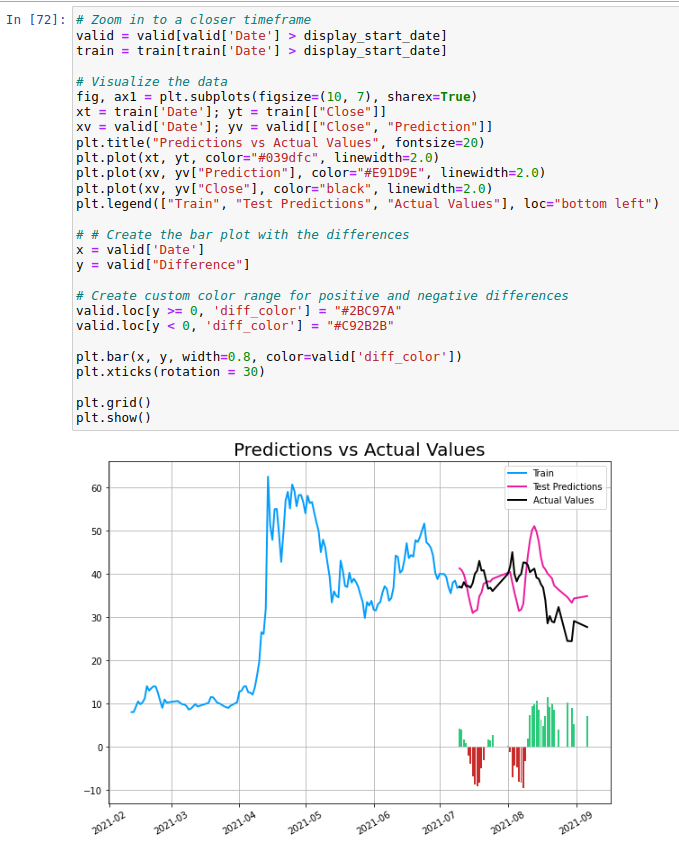 In [72]: # Zoom in to a closer timeframe
valid = valid[valid['Date'] > display_start_date]
train = train[train['Date'] > display_start_date]
# Visualize the data
fig, ax1 = plt.subplots(figsize=(10, 7), sharex=True)
xt = train['Date']; yt = train[["Close"]]
xv = valid['Date']; yv = valid[["Close", "Prediction"]]
plt.title("Predictions vs Actual Values", fontsize=20)
plt.plot(xt, yt, color="#039dfc", linewidth=2.0)
plt.plot(xv, yv["Prediction"], color="#E91D9E", linewidth=2.0)
plt.plot(xv, yv["Close"], color="black", linewidth=2.0)
plt.legend(["Train", "Test Predictions", "Actual Values"], loc="bottom left")
# # Create the bar plot with the differences
x = valid['Date']
y = valid["Difference"]
# Create custom color range for positive and negative differences
valid.loc[y >= 0, 'diff_color'] = "#2BC97A"
valid.loc[y < 0, 'diff_color'] = "#C92B2B"
plt.bar(x, y, width=0.8, color=valid['diff_color'])
plt.xticks(rotation = 30)
plt.grid()
plt.show()
Predictions vs Actual Values
Train
Test Predictions
Actual Values
60
50
40
30
20
10
0
−10
2021-02 2021-03 2021-04 2021-05 2021-06 2021-07 2021-08 2021-09